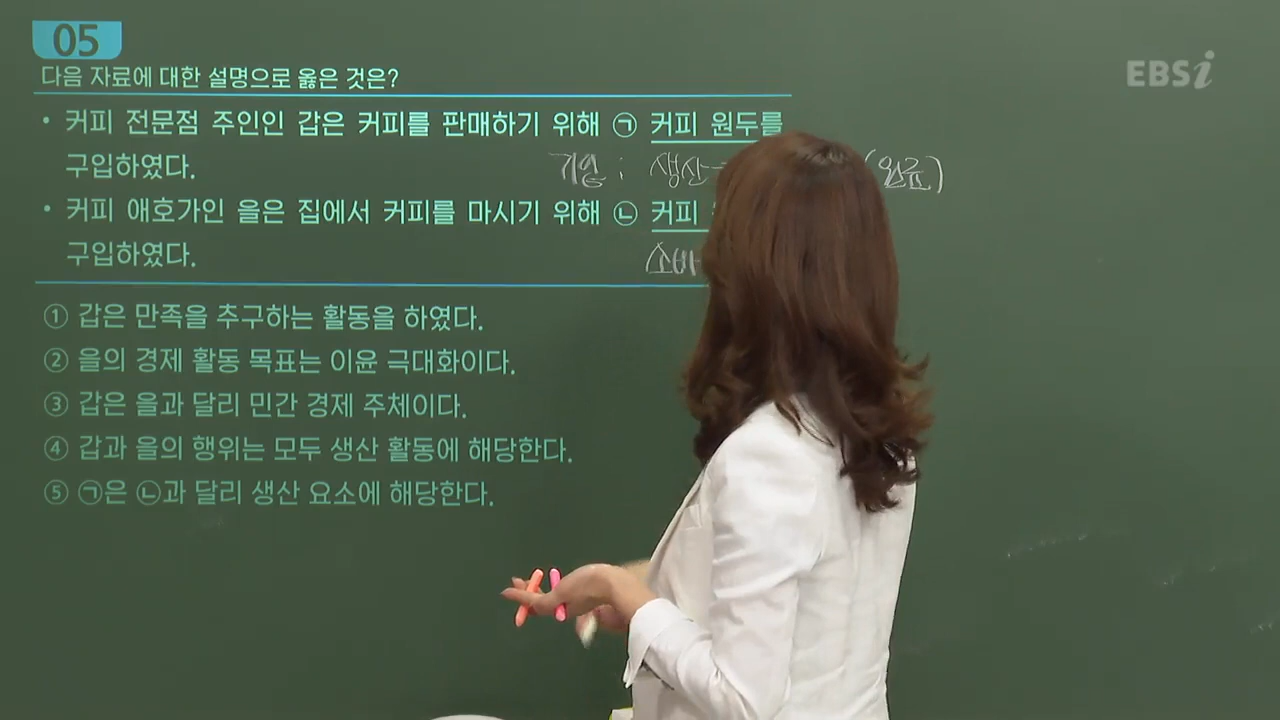 05
EBSi
다음 자료에 대한 설명으로 옳은 것은?
• 커피 전문점 주인인 갑은 커피를 판매하기 위해 ㉠ 커피 원두를
구입하였다.
기업 : 생산 (원료)
• 커피 애호가인 을은 집에서 커피를 마시기 위해 ㉡ 커피
구입하였다.
① 갑은 만족을 추구하는 활동을 하였다.
② 을의 경제 활동 목표는 이윤 극대화이다.
③ 갑은 을과 달리 민간 경제 주체이다.
④ 갑과 을의 행위는 모두 생산 활동에 해당한다.
⑤ ㉠은 ㉡과 달리 생산 요소에 해당한다.